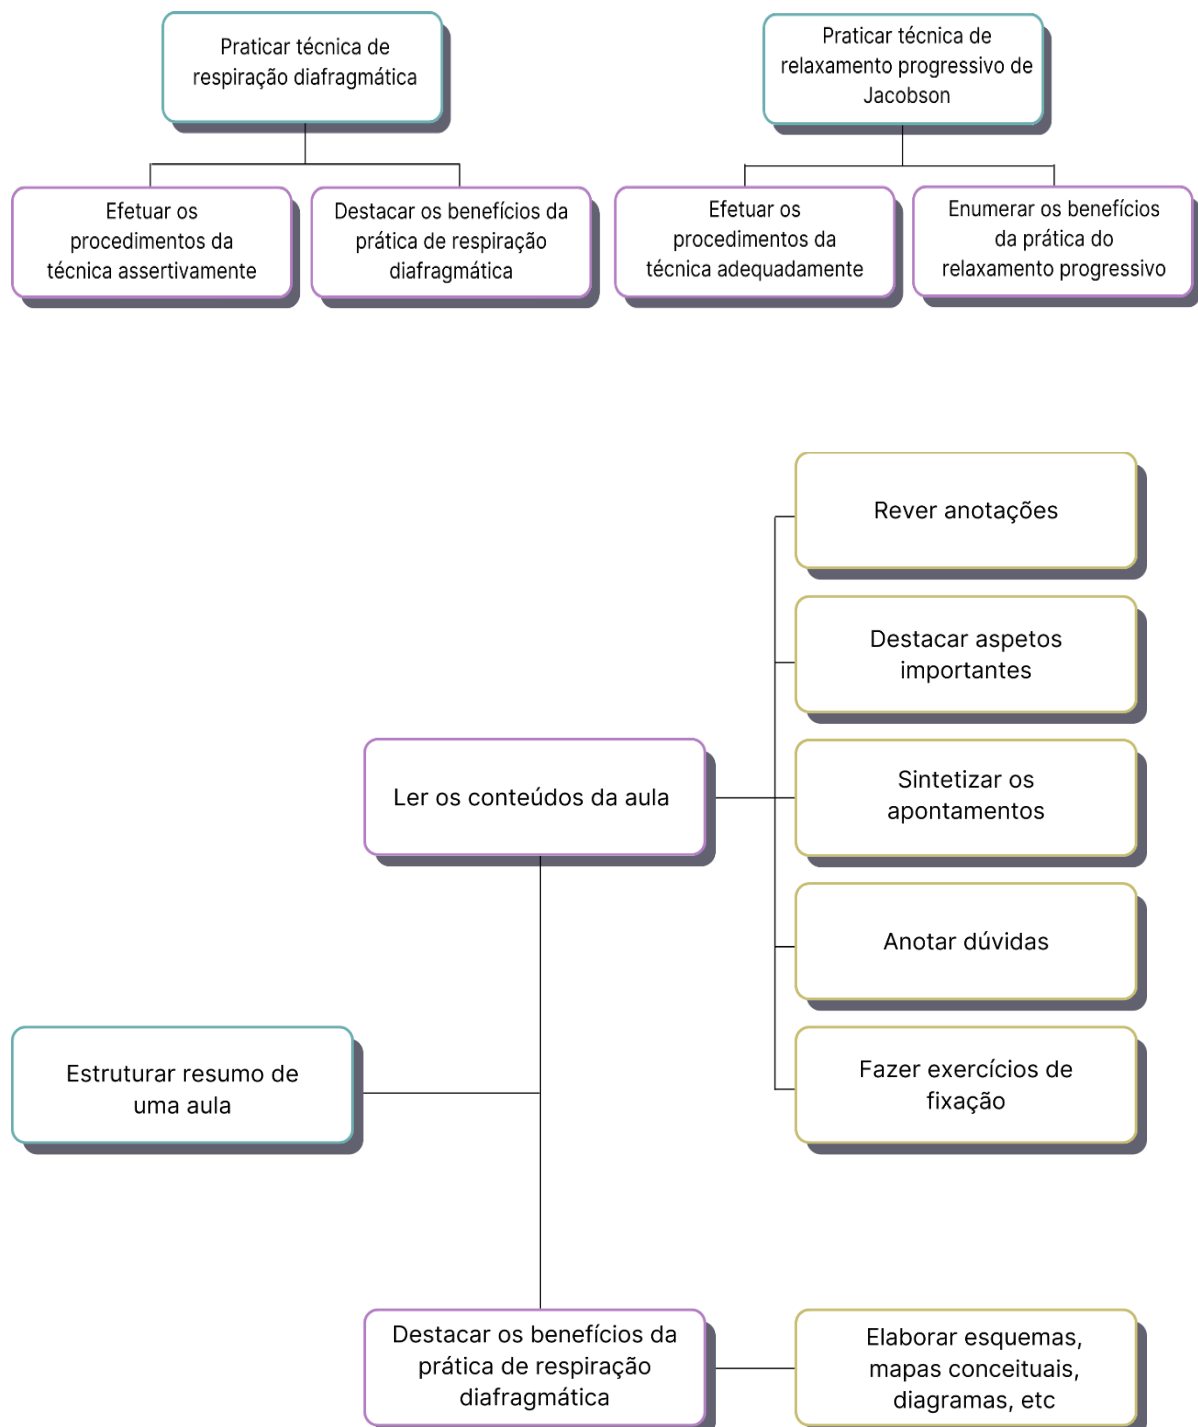 Praticar técnica de
respiração diafragmática
Praticar técnica de
relaxamento progressivo de
Jacobson
Efetuar os
procedimentos da
técnica assertivamente
Destacar os benefícios da
prática de respiração
diafragmática
Efetuar os
procedimentos da
técnica adequadamente
Enumerar os benefícios
da prática do
relaxamento progressivo
Rever anotações
Destacar aspetos
importantes
Ler os conteúdos da aula
Sintetizar os
apontamentos
Anotar dúvidas
Estruturar resumo de
uma aula
Fazer exercícios de
fixação
Destacar os benefícios da
prática de respiração
diafragmática
Elaborar esquemas,
mapas conceituais,
diagramas, etc